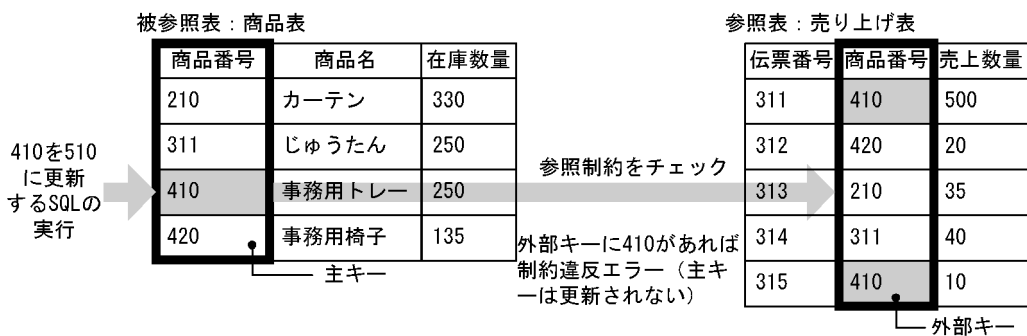 被参照表：商品表
商品番号 商品名 在庫数量
210 カーテン 330
311 じゅうたん 250
410 事務用トレー 250
420 事務用椅子 135
主キー
410を510
に更新
するSQLの
実行
参照制約をチェック
外部キーに410があれば
制約違反エラー（主キ
ーは更新されない）
参照表：売り上げ表
伝票番号 商品番号 売上数量
311 410 500
312 420 20
313 210 35
314 311 40
315 410 10
外部キー